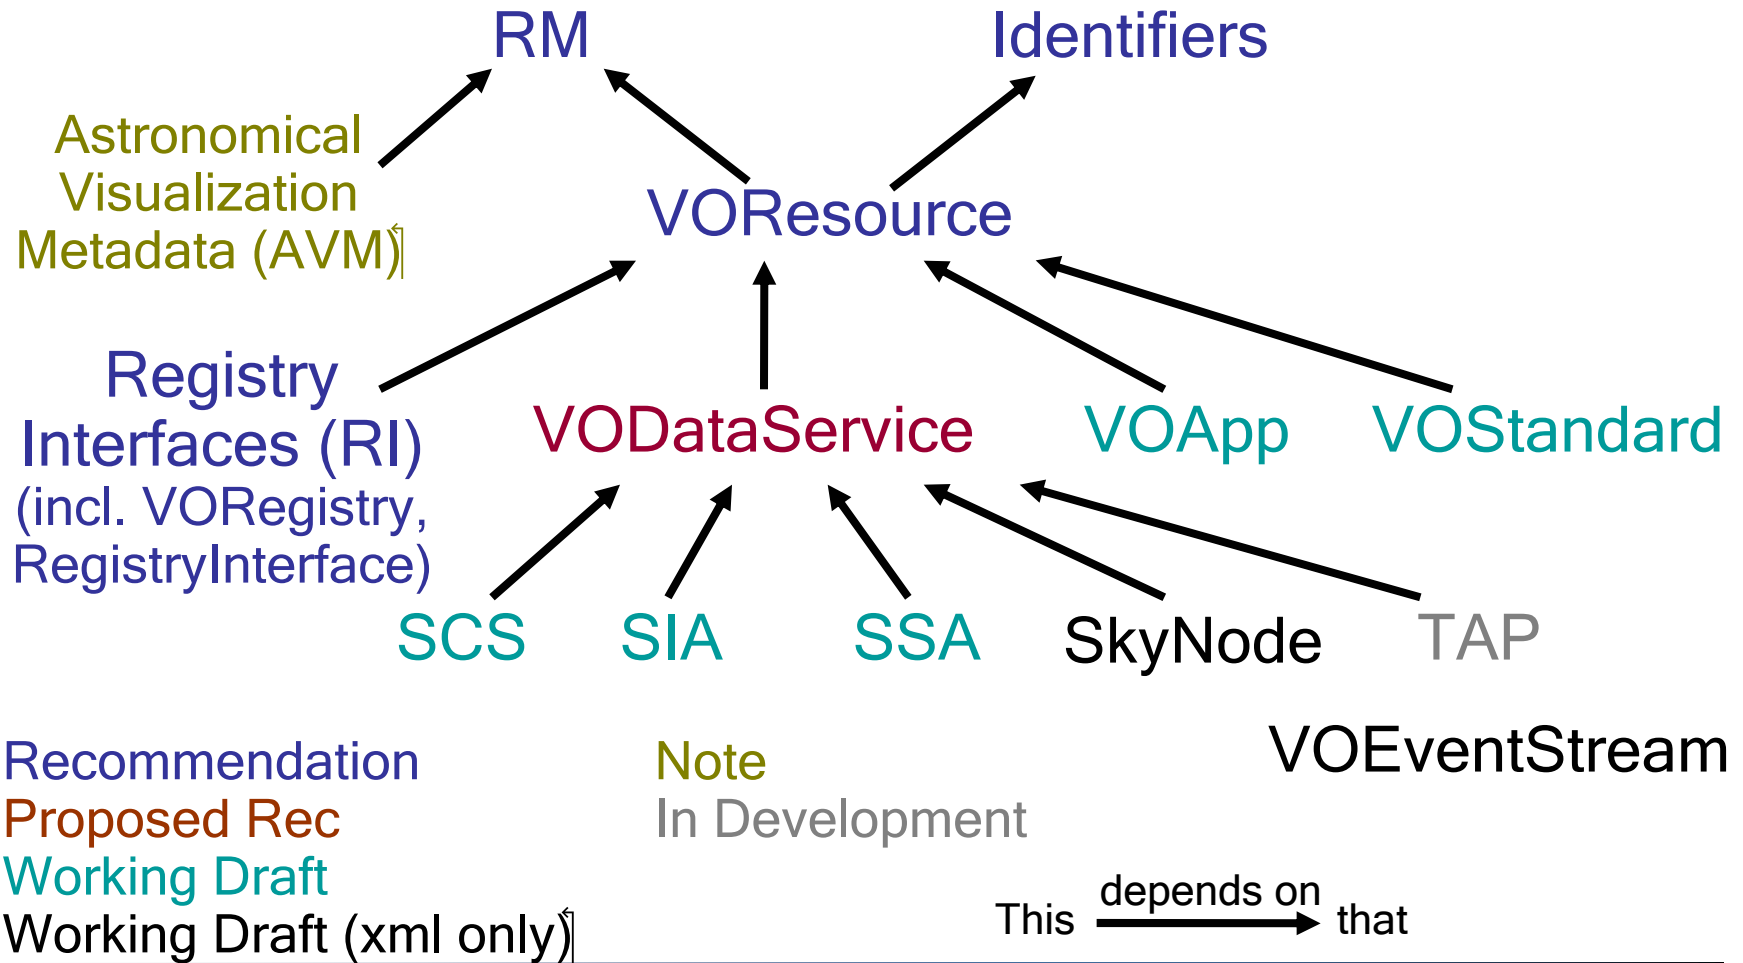 RM
Identifiers
Astronomical
Visualization
Metadata (AVM)
VOResource
Registry
Interfaces (RI)
(incl. VORegistry,
RegistryInterface)
VODataService
VOApp
VOStandard
SCS
SIA
SSA
SkyNode
TAP
VOEventStream
Recommendation
Proposed Rec
Working Draft
Working Draft (xml only)
Note
In Development
This depends on that